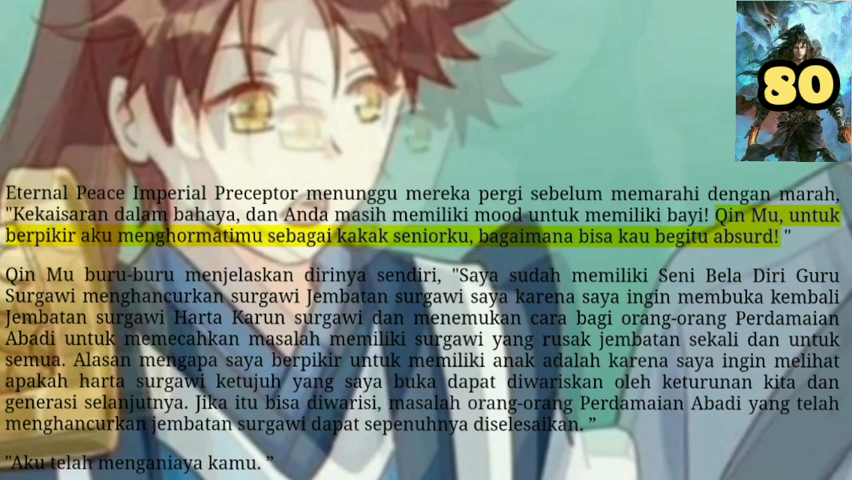 80
Eternal Peace Imperial Preceptor menunggu mereka pergi sebelum memarahi dengan marah,
"Kekaisaran dalam bahaya, dan Anda masih memiliki mood untuk memiliki bayi! Qin Mu, untuk
berpikir aku menghormatimu sebagai kakak seniorku, bagaimana bisa kau begitu absurd! "
Qin Mu buru-buru menjelaskan dirinya sendiri, "Saya sudah memiliki Seni Bela Diri Guru
Surgawi menghancurkan surgawi Jembatan surgawi saya karena saya ingin membuka kembali
Jembatan surgawi Harta Karun surgawi dan menemukan cara bagi orang-orang Perdamaian
Abadi untuk memecahkan masalah memiliki surgawi yang rusak jembatan sekali dan untuk
semua. Alasan mengapa saya berpikir untuk memiliki anak adalah karena saya ingin melihat
apakah harta surgawi ketujuh yang saya buka dapat diwariskan oleh keturunan kita dan
generasi selanjutnya. Jika itu bisa diwarisi, masalah orang-orang Perdamaian Abadi yang telah
menghancurkan jembatan surgawi dapat sepenuhnya diselesaikan. ”
"Aku telah menganiaya kamu. ”